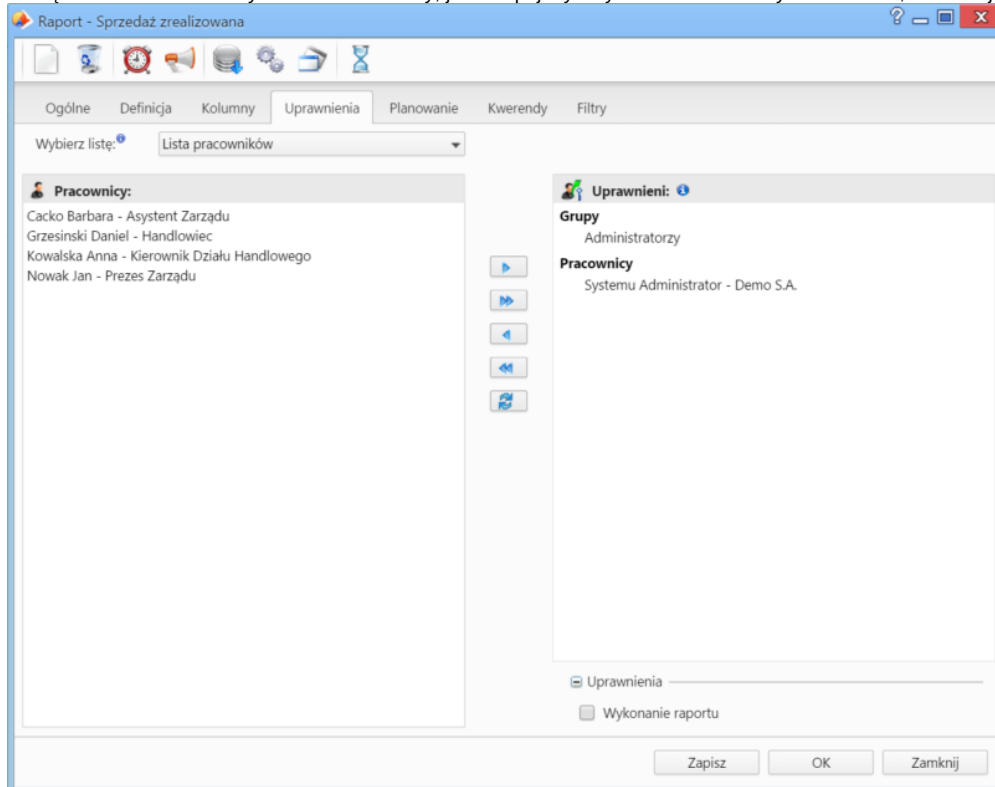 Raport - Sprzedaż zrealizowana
Ogólne Definicja Kolumny Uprawnienia Planowanie Kwerendy Filtry
Wybierz listę: Lista pracowników
Pracownicy:
Cacko Barbara - Asystent Zarządu
Grzesinski Daniel - Handlowiec
Kowalska Anna - Kierownik Działu Handlowego
Nowak Jan - Prezes Zarządu
Uprawnieni:
Grupy
Administratorzy
Pracownicy
Systemu Administrator - Demo S.A.
Uprawnienia
Wykonanie raportu
Zapisz OK Zamknij